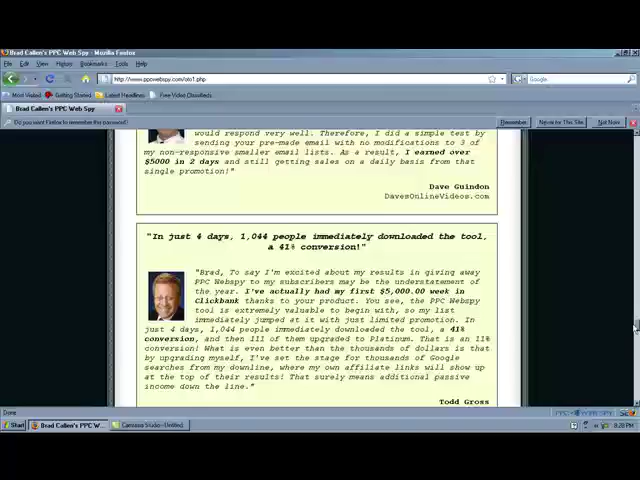 Brad Callen's PPC Web Spy - Mozilla Firefox
File Edit View History Bookmarks Tools Help
http://www.ppcwebspy.com/oto1.php
Google
Most Visited Getting Started Latest Headlines Free Video Classifieds
Brad Callen's PPC Web Spy
Do you want Firefox to remember this password?
Remember Never for This Site Not Now
would respond very well. Therefore, I did a simple test by
sending your pre-made email with no modifications to 3 of
my non-responsive smaller email lists. As a result, I earned over
$5000 in 2 days and still getting sales on a daily basis from that
single promotion!"
Dave Guindon
DavesOnlineVideos.com
"In just 4 days, 1,044 people immediately downloaded the tool,
a 41% conversion!"
"Brad, To say I'm excited about my results in giving away
PPC Webspy to my subscribers may be the understatement of
the year. I've actually had my first $5,000.00 week in
Clickbank thanks to your product. You see, the PPC Webspy
tool is extremely valuable to begin with, so my list
immediately jumped at it with just limited promotion. In
just 4 days, 1,044 people immediately downloaded the tool, a 41%
conversion, and then 111 of them upgraded to Platinum. That is an 11%
conversion! What is even better than the thousands of dollars is that
by upgrading myself, I've set the stage for thousands of Google
searches from my downline, where my own affiliate links will show up
at the top of their results! That surely means additional passive
income down the line."
Todd Gross
Done
PPC WEB SPY
Start Brad Callen's PPC W... Camtasia Studio - Untitled
8:28 PM